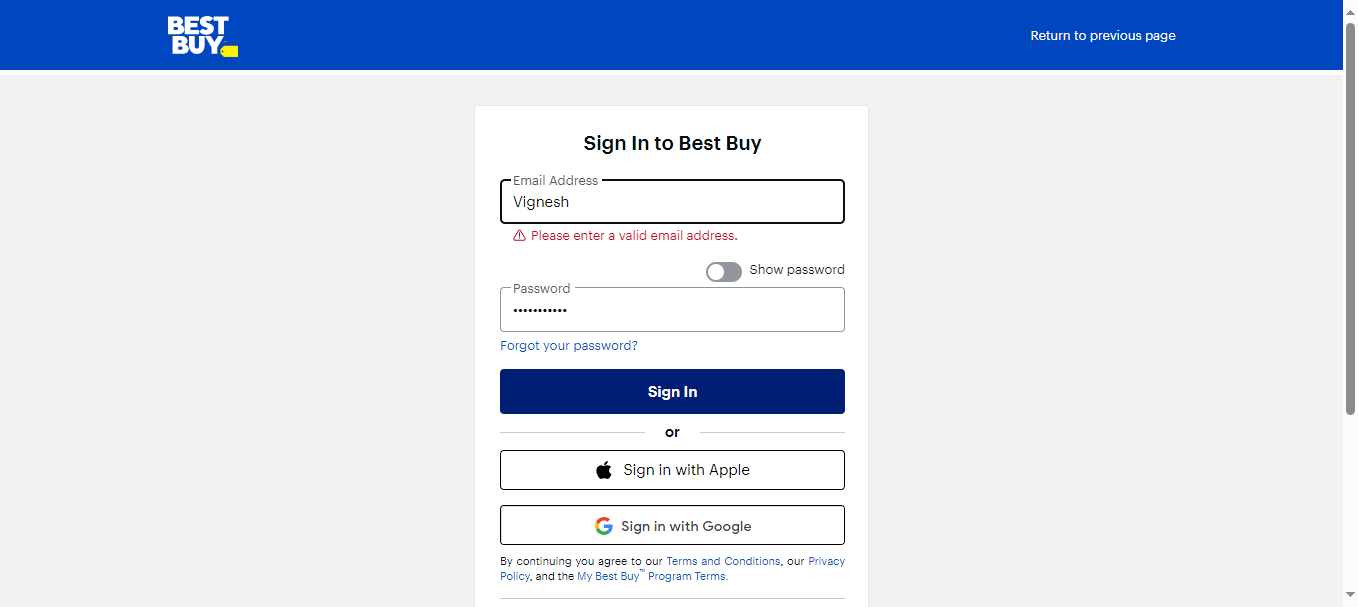 BEST
BUY
Return to previous page
Sign In to Best Buy
Email Address
Vignesh
Please enter a valid email address.
Show password
Password
•••••••••••
Forgot your password?
Sign In
or
Sign in with Apple
Sign in with Google
By continuing you agree to our Terms and Conditions, our Privacy
Policy, and the My Best Buy™ Program Terms.